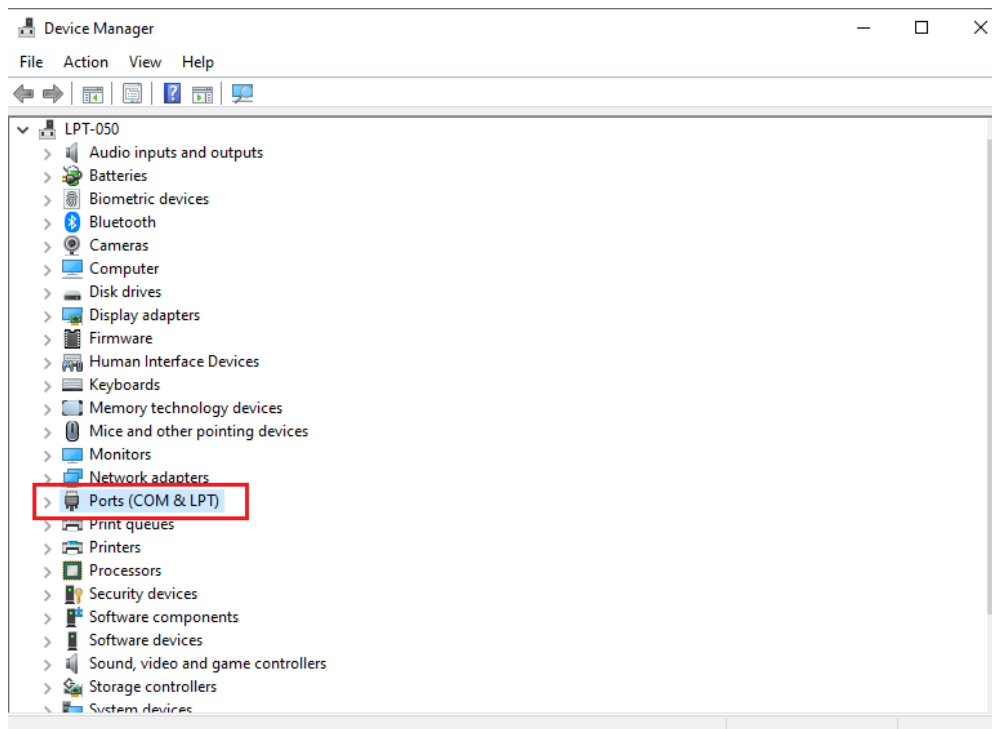 Device Manager
File Action View Help
LPT-050
Audio inputs and outputs
Batteries
Biometric devices
Bluetooth
Cameras
Computer
Disk drives
Display adapters
Firmware
Human Interface Devices
Keyboards
Memory technology devices
Mice and other pointing devices
Monitors
Network adapters
Ports (COM & LPT)
Print queues
Printers
Processors
Security devices
Software components
Software devices
Sound, video and game controllers
Storage controllers
System devices